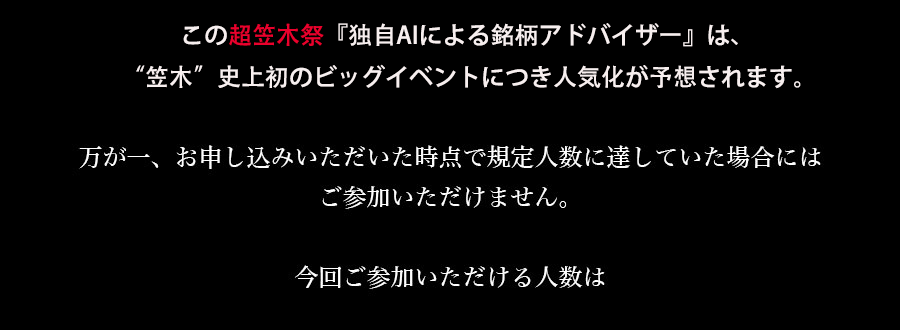 この超笠木祭『独自AIによる銘柄アドバイザー』は、
“笠木”史上初のビッグイベントにつき人気化が予想されます。
万が一、お申し込みいただいた時点で規定人数に達していた場合には
ご参加いただけません。
今回ご参加いただける人数は